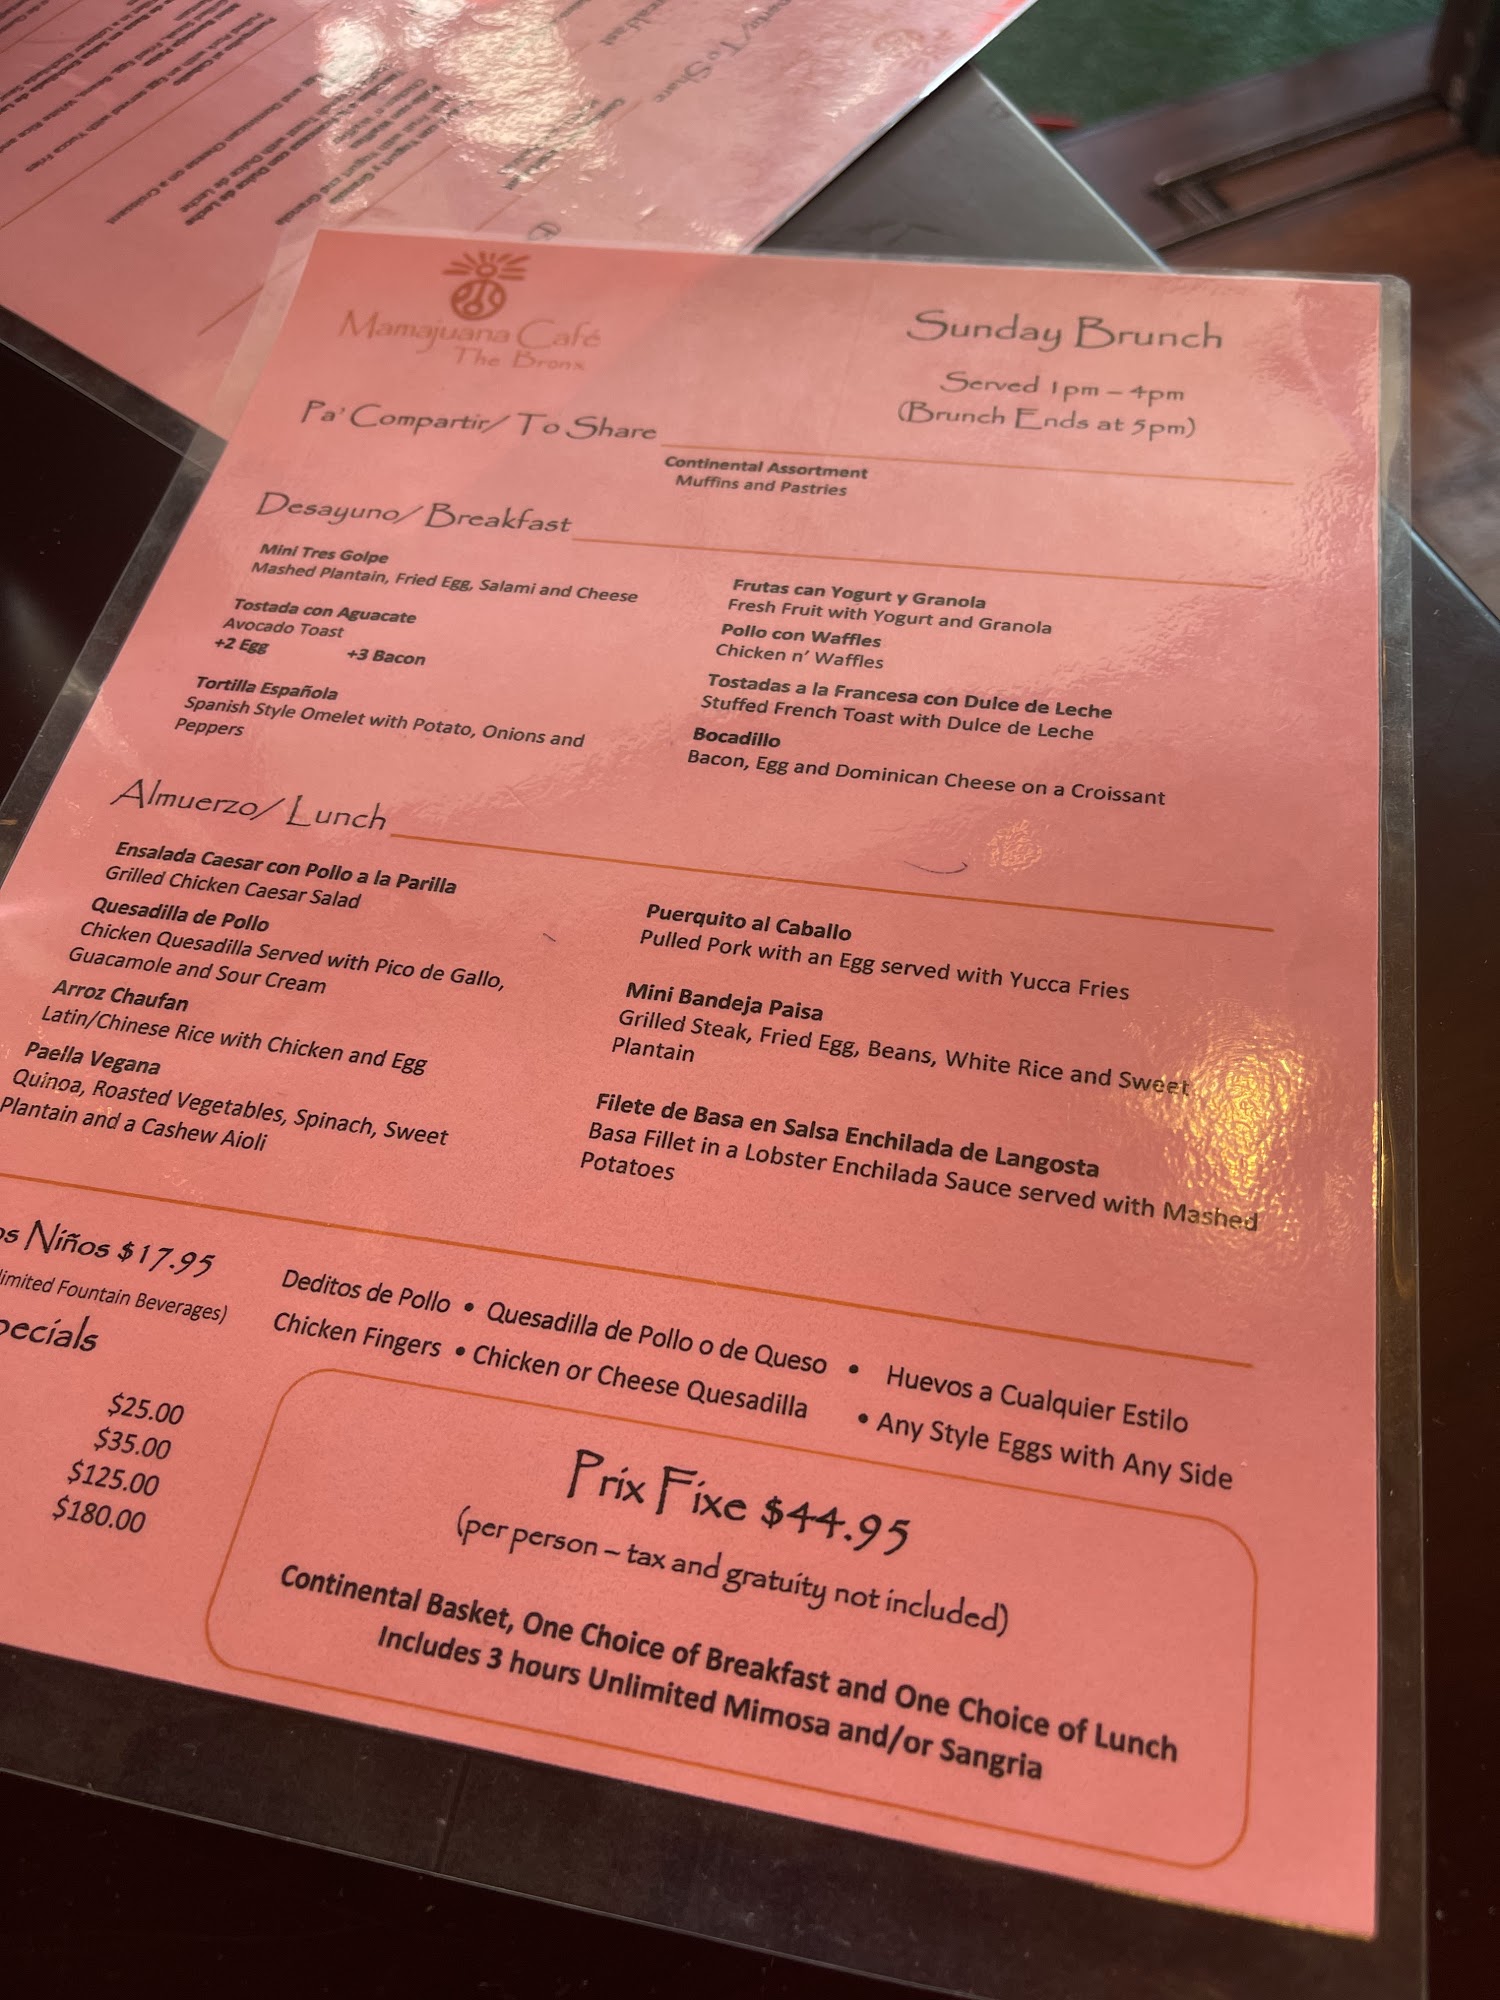 Mamajuana Café
The Bronx
Sunday Brunch
Served 1pm – 4pm
(Brunch Ends at 5pm)
Pa' Compartir/ To Share
Continental Assortment
Muffins and Pastries
Desayuno/ Breakfast
Mini Tres Golpe
Mashed Plantain, Fried Egg, Salami and Cheese
Tostada con Aguacate
Avocado Toast
+2 Egg +3 Bacon
Tortilla Española
Spanish Style Omelet with Potato, Onions and
Peppers
Frutas can Yogurt y Granola
Fresh Fruit with Yogurt and Granola
Pollo con Waffles
Chicken n' Waffles
Tostadas a la Francesa con Dulce de Leche
Stuffed French Toast with Dulce de Leche
Bocadillo
Bacon, Egg and Dominican Cheese on a Croissant
Almuerzo/ Lunch
Ensalada Caesar con Pollo a la Parilla
Grilled Chicken Caesar Salad
Quesadilla de Pollo
Chicken Quesadilla Served with Pico de Gallo,
Guacamole and Sour Cream
Arroz Chaufan
Latin/Chinese Rice with Chicken and Egg
Paella Vegana
Quinoa, Roasted Vegetables, Spinach, Sweet
Plantain and a Cashew Aioli
Puerquito al Caballo
Pulled Pork with an Egg served with Yucca Fries
Mini Bandeja Paisa
Grilled Steak, Fried Egg, Beans, White Rice and Sweet
Plantain
Filete de Basa en Salsa Enchilada de Langosta
Basa Fillet in a Lobster Enchilada Sauce served with Mashed
Potatoes
os Niños $17.95
limited Fountain Beverages)
Deditos de Pollo • Quesadilla de Pollo o de Queso • Huevos a Cualquier Estilo
Chicken Fingers • Chicken or Cheese Quesadilla • Any Style Eggs with Any Side
pecials
$25.00
$35.00
$125.00
$180.00
Prix Fixe $44.95
(per person – tax and gratuity not included)
Continental Basket, One Choice of Breakfast and One Choice of Lunch
Includes 3 hours Unlimited Mimosa and/or Sangria